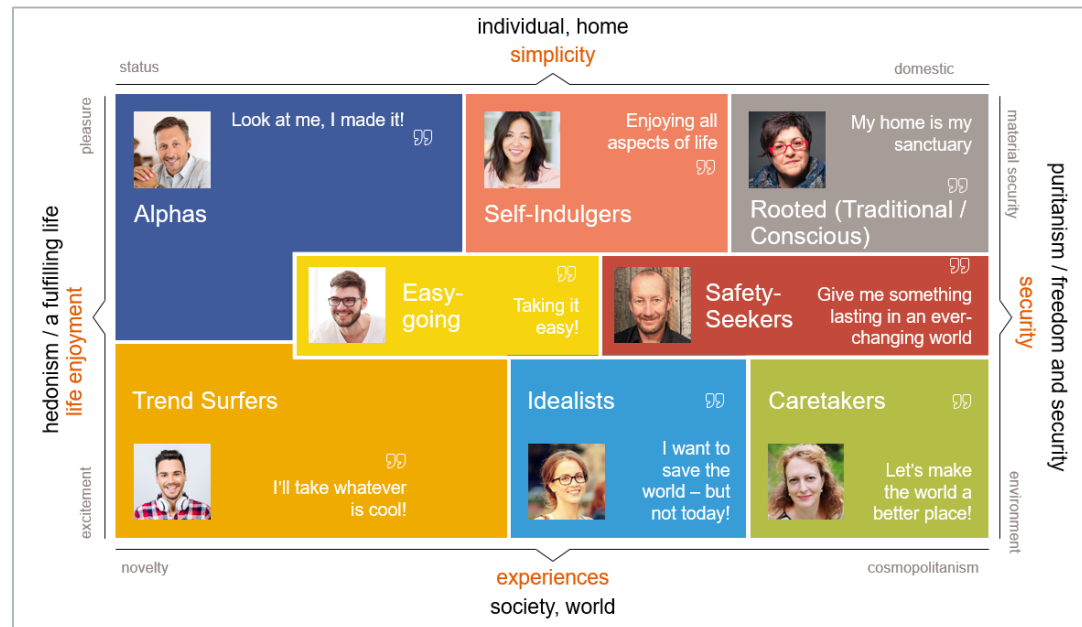 individual, home
simplicity
status
domestic
pleasure
material security
hedonism / a fulfilling life
life enjoyment
puritanism / freedom and security
security
Look at me, I made it!
Alphas
Enjoying all
aspects of life
Self-Indulgers
My home is my
sanctuary
Rooted (Traditional /
Conscious)
Easy-
going
Taking it
easy!
Safety-
Seekers
Give me something
lasting in an ever-
changing world
Trend Surfers
I'll take whatever
is cool!
Idealists
I want to
save the
world – but
not today!
Caretakers
Let's make
the world a
better place!
excitement
environment
novelty
cosmopolitanism
experiences
society, world